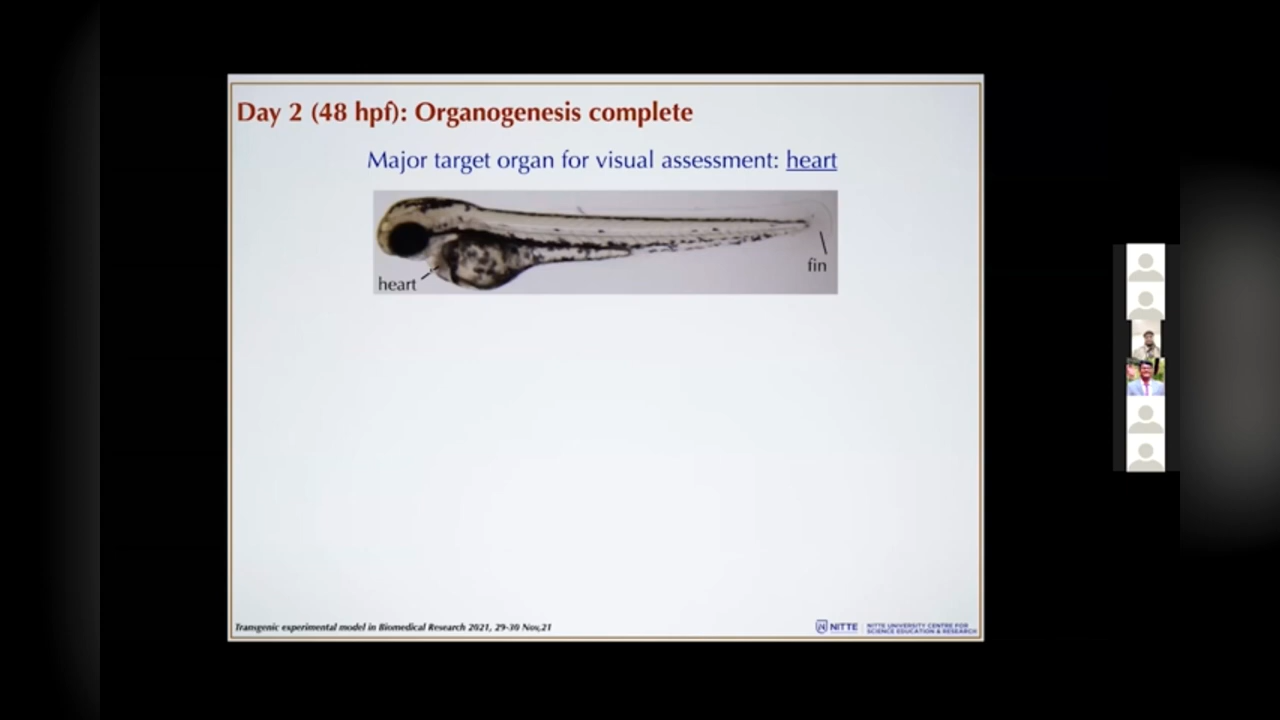 Day 2 (48 hpf): Organogenesis complete
Major target organ for visual assessment: heart
heart
fin
Transgenic experimental model in Biomedical Research 2021, 29-30 Nov,21
NITTE
NITTE UNIVERSITY CENTRE FOR
SCIENCE EDUCATION & RESEARCH